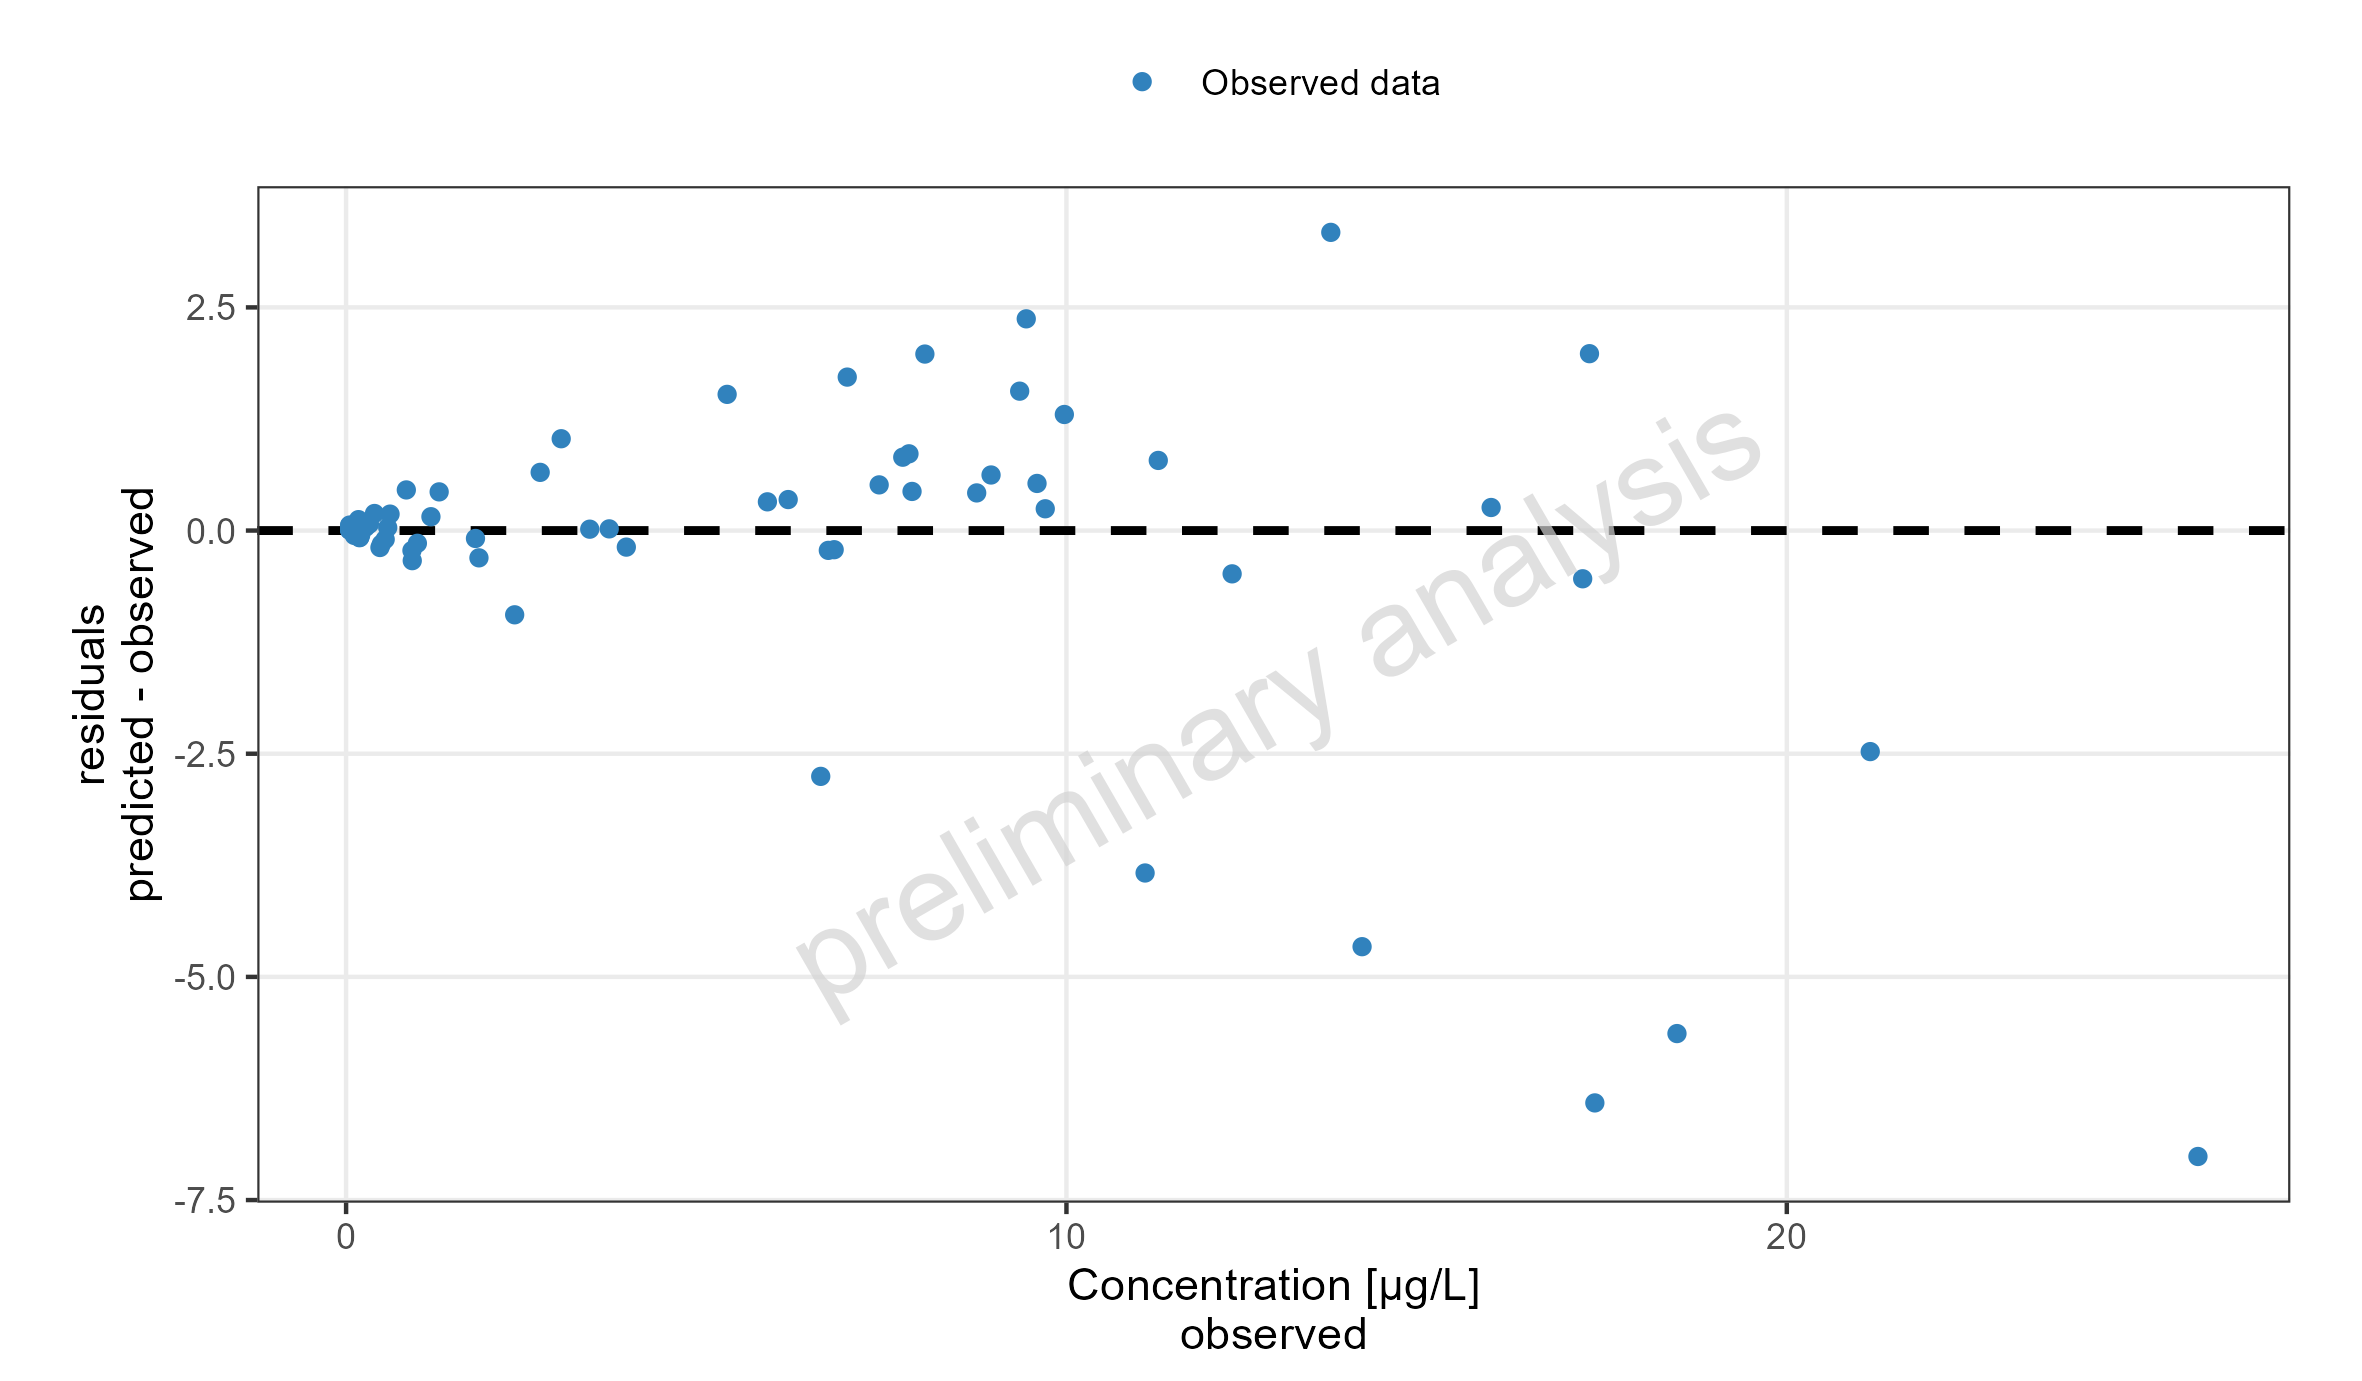 Observed data
2.5
0.0
-2.5
-5.0
-7.5
residuals
predicted - observed
preliminary analysis
0
10
20
Concentration [µg/L]
observed